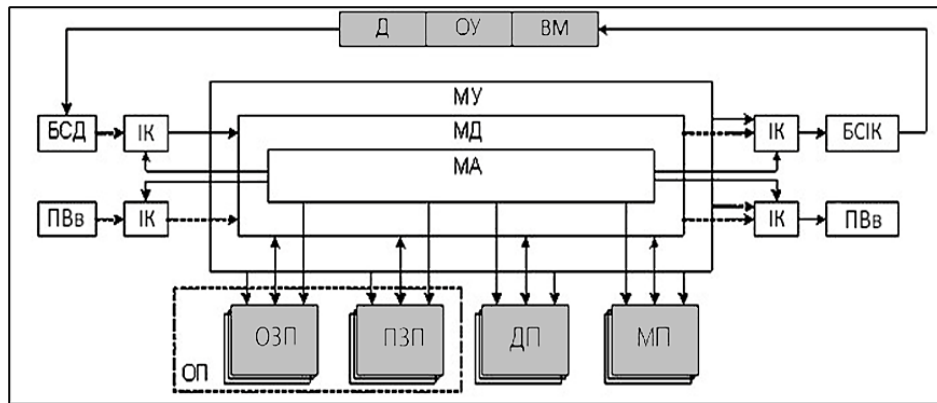 Д ОУ ВМ
МУ
БСД ІК МД ІК БСІК
МА
ПВв ІК ІК ПВв
ОЗП ПЗП ДП МП
ОП